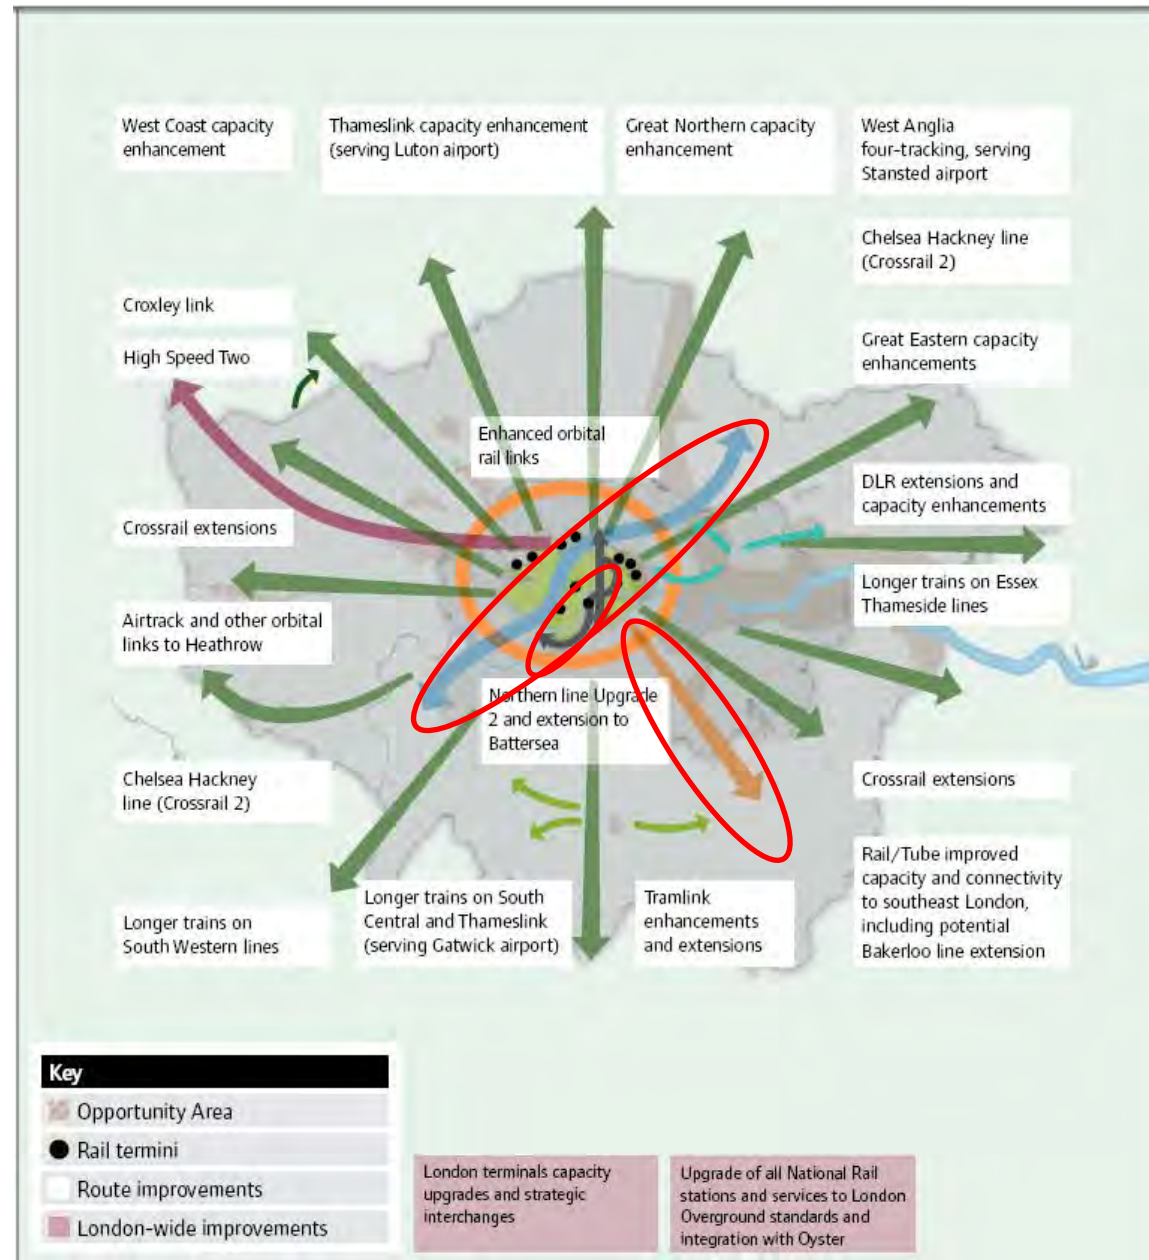 West Coast capacity
enhancement
Thameslink capacity enhancement
(serving Luton airport)
Great Northern capacity
enhancement
West Anglia
four-tracking, serving
Stansted airport
Chelsea Hackney line
(Crossrail 2)
Croxley link
High Speed Two
Great Eastern capacity
enhancements
Enhanced orbital
rail links
DLR extensions and
capacity enhancements
Crossrail extensions
Longer trains on Essex
Thameside lines
Airtrack and other orbital
links to Heathrow
Northern line Upgrade
2 and extension to
Battersea
Chelsea Hackney
line (Crossrail 2)
Crossrail extensions
Rail/Tube improved
capacity and connectivity
to southeast London,
including potential
Bakerloo line extension
Longer trains on
South Western lines
Longer trains on South
Central and Thameslink
(serving Gatwick airport)
Tramlink
enhancements
and extensions
Key
Opportunity Area
Rail termini
Route improvements
London-wide improvements
London terminals capacity
upgrades and strategic
interchanges
Upgrade of all National Rail
stations and services to London
Overground standards and
integration with Oyster